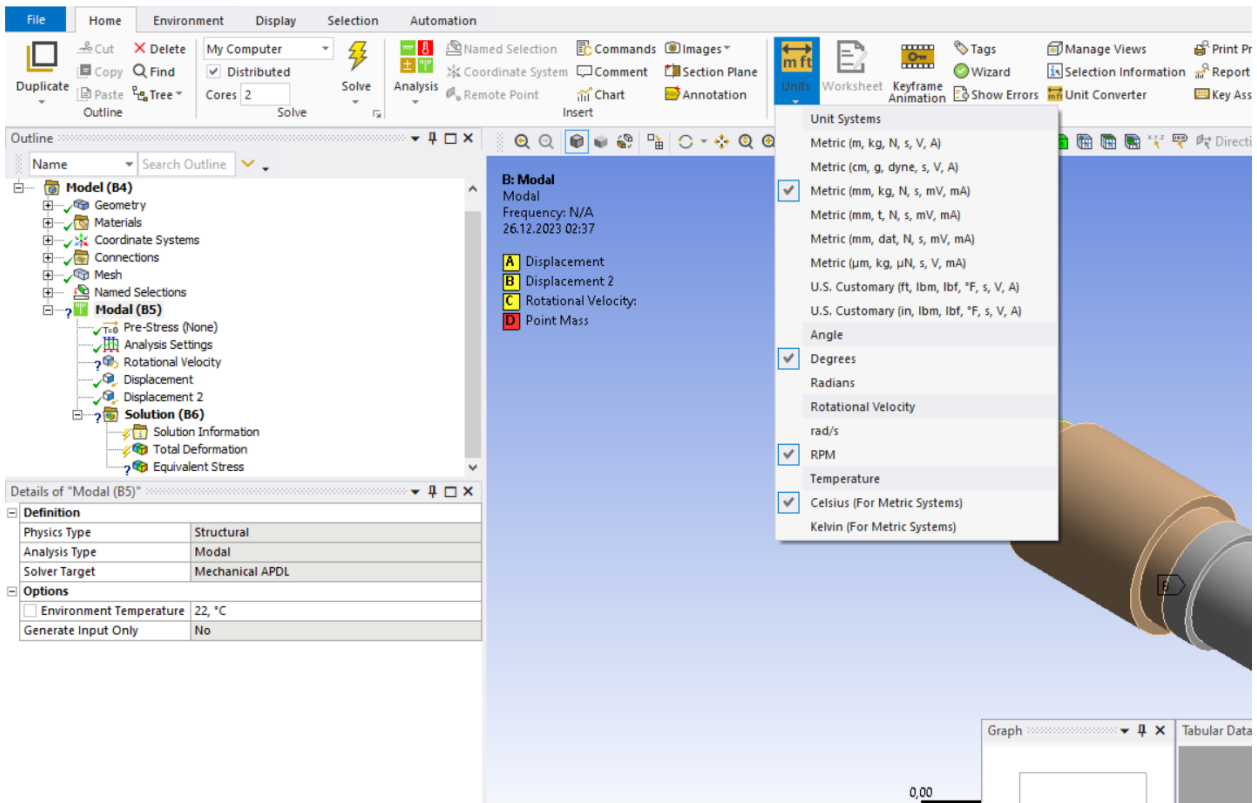 File Home Environment Display Selection Automation
Duplicate
Cut
Copy
Paste
Delete
Find
Tree
Outline
My Computer
Distributed
Cores 2
Solve
Solve
Analysis
Named Selection
Coordinate System
Remote Point
Commands
Comment
Chart
Images
Section Plane
Annotation
Insert
mft
Units
Worksheet
Keyframe
Animation
Tags
Wizard
Show Errors
Manage Views
Selection Information
Unit Converter
Print Pr
Report
Key Ass
Outline
Name
Search Outline
Directi
Model (B4)
Geometry
Materials
Coordinate Systems
Connections
Mesh
Named Selections
Modal (B5)
T=0 Pre-Stress (None)
Analysis Settings
Rotational Velocity
Displacement
Displacement 2
Solution (B6)
Solution Information
Total Deformation
Equivalent Stress
Details of "Modal (B5)"
Definition
Physics Type Structural
Analysis Type Modal
Solver Target Mechanical APDL
Options
Environment Temperature 22, °C
Generate Input Only No
B: Modal
Modal
Frequency: N/A
26.12.2023 02:37
A Displacement
B Displacement 2
C Rotational Velocity:
D Point Mass
Unit Systems
Metric (m, kg, N, s, V, A)
Metric (cm, g, dyne, s, V, A)
Metric (mm, kg, N, s, mV, mA)
Metric (mm, t, N, s, mV, mA)
Metric (mm, dat, N, s, mV, mA)
Metric (µm, kg, µN, s, V, mA)
U.S. Customary (ft, lbm, lbf, °F, s, V, A)
U.S. Customary (in, lbm, lbf, °F, s, V, A)
Angle
Degrees
Radians
Rotational Velocity
rad/s
RPM
Temperature
Celsius (For Metric Systems)
Kelvin (For Metric Systems)
B
Graph
Tabular Data
0,00